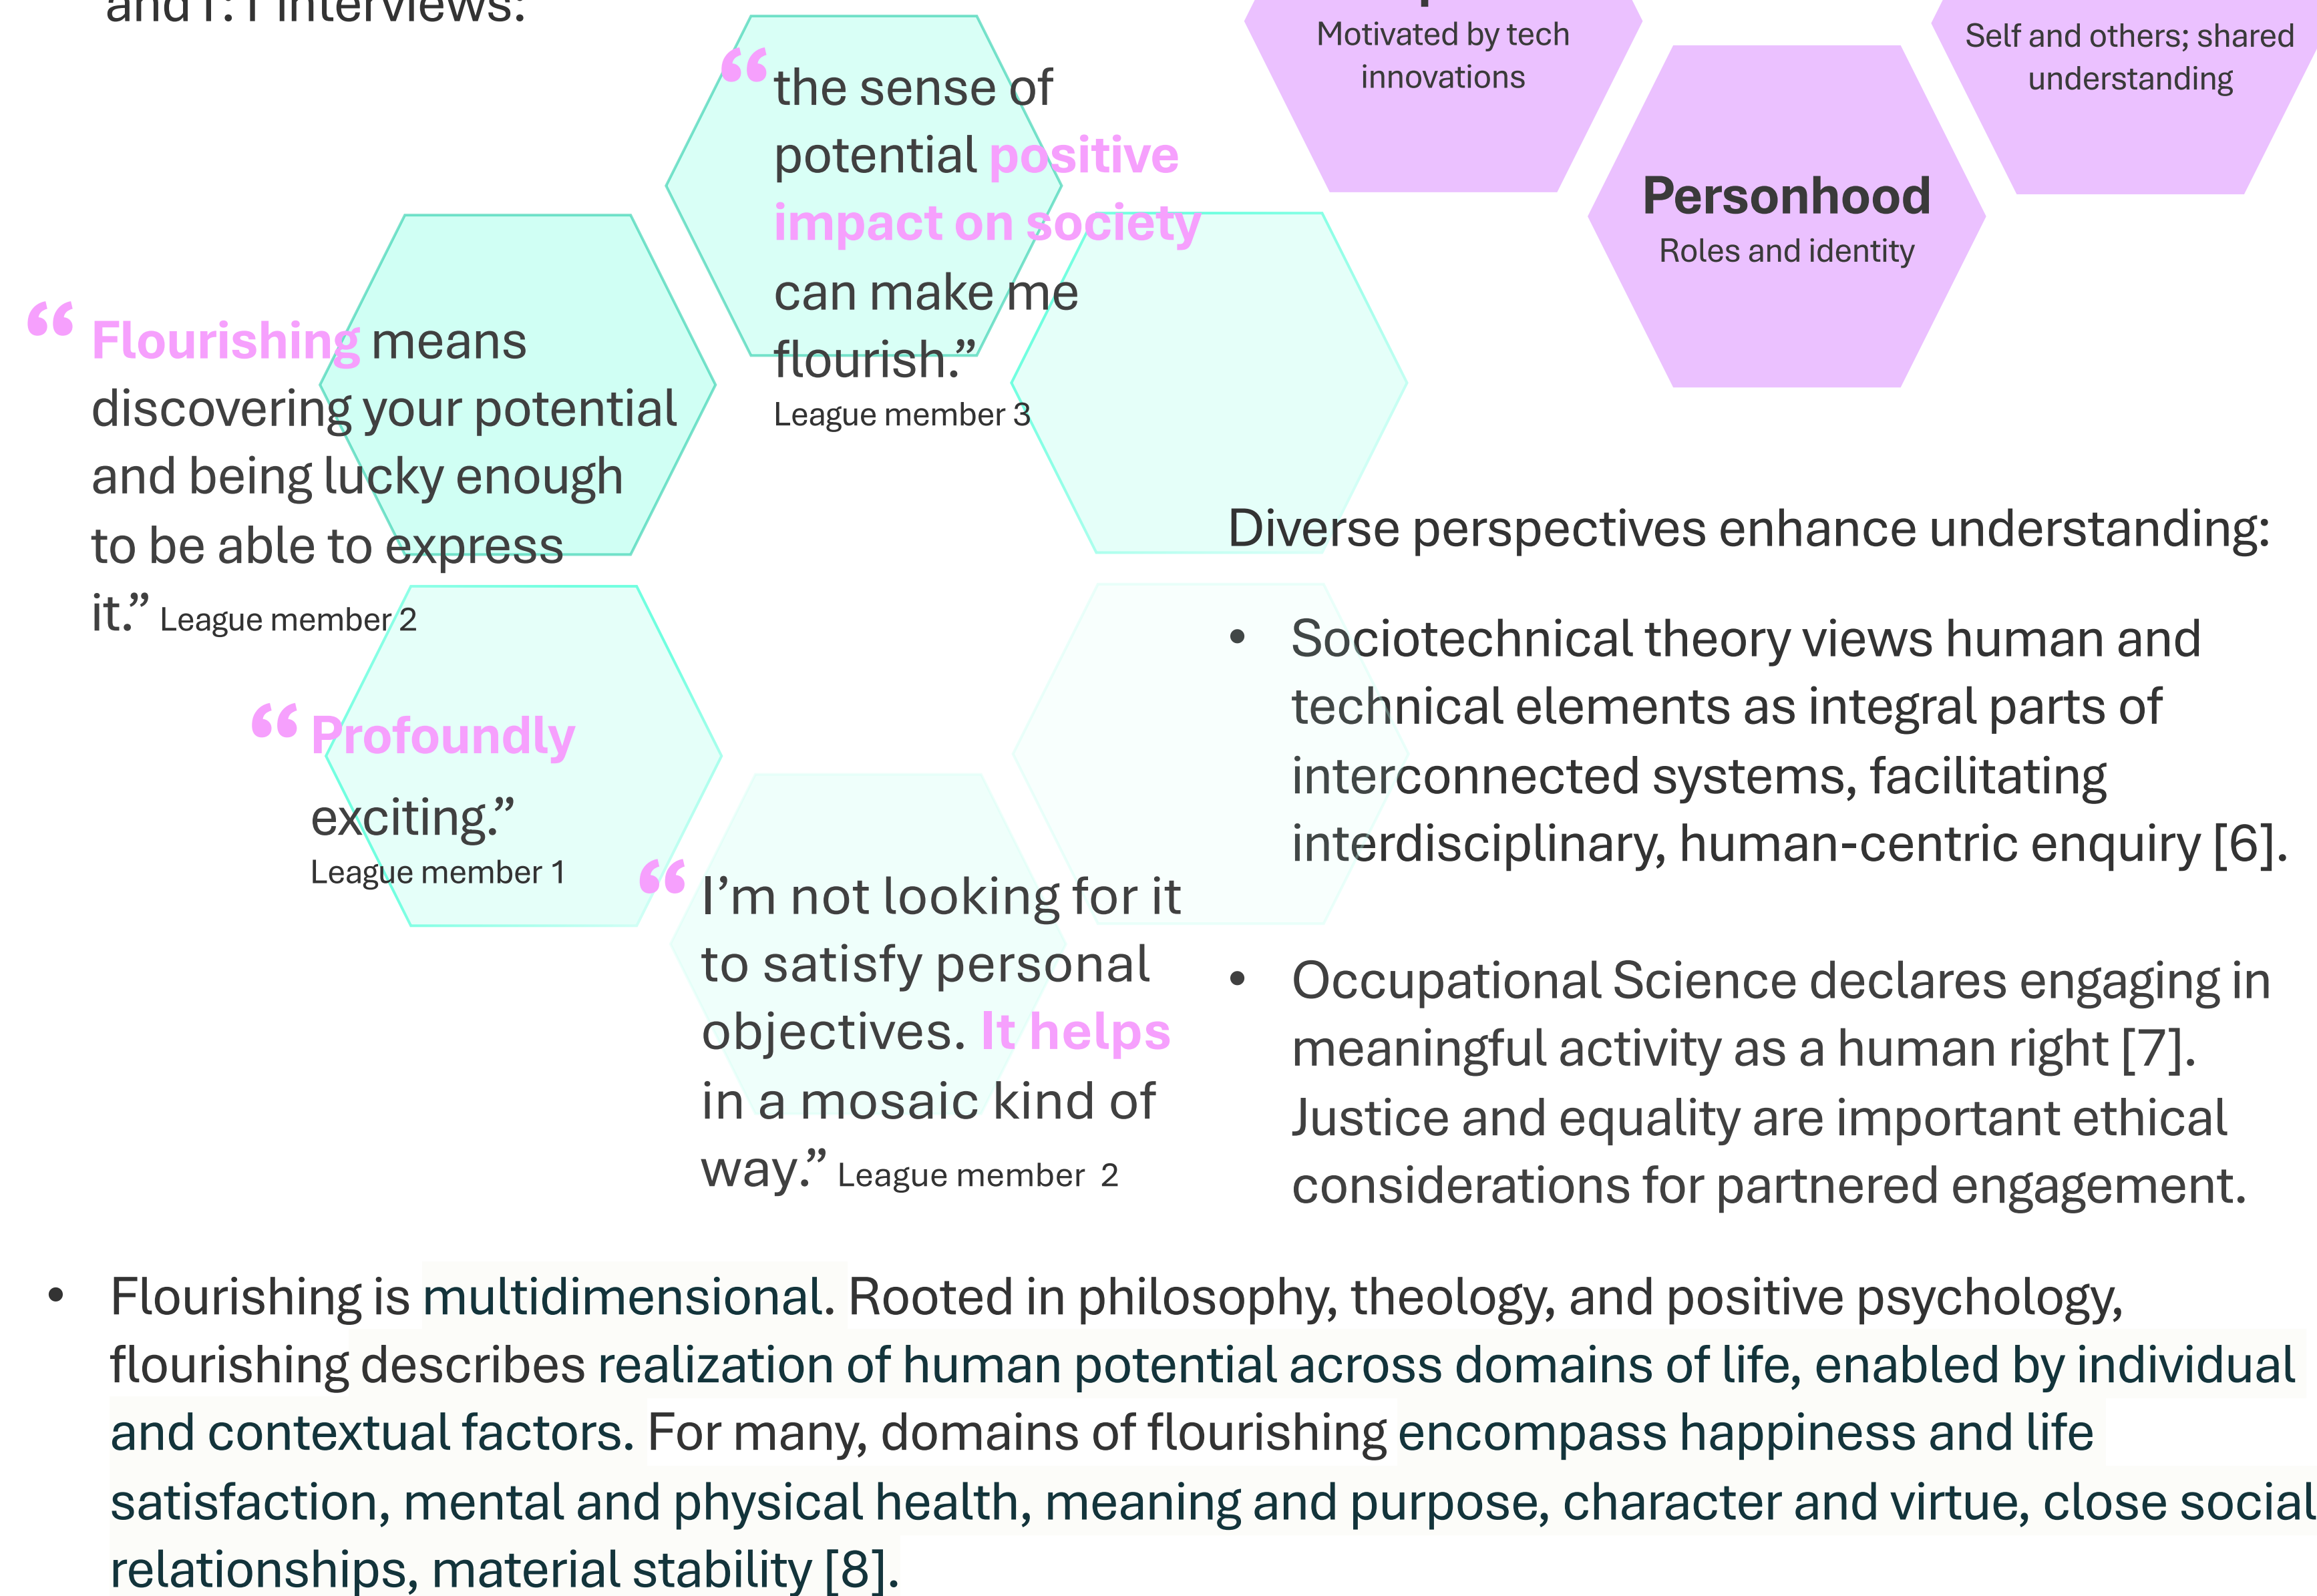 and 1:1 interviews:
“the sense of
potential positive
impact on society
can make me
flourish.”
League member 3
“Flourishing means
discovering your potential
and being lucky enough
to be able to express
it.” League member 2
“Profoundly
exciting.”
League member 1
“I’m not looking for it
to satisfy personal
objectives. It helps
in a mosaic kind of
way.” League member 2
Motivated by tech
innovations
Self and others; shared
understanding
Personhood
Roles and identity
Diverse perspectives enhance understanding:
• Sociotechnical theory views human and
technical elements as integral parts of
interconnected systems, facilitating
interdisciplinary, human-centric enquiry [6].
• Occupational Science declares engaging in
meaningful activity as a human right [7].
Justice and equality are important ethical
considerations for partnered engagement.
• Flourishing is multidimensional. Rooted in philosophy, theology, and positive psychology,
flourishing describes realization of human potential across domains of life, enabled by individual
and contextual factors. For many, domains of flourishing encompass happiness and life
satisfaction, mental and physical health, meaning and purpose, character and virtue, close social
relationships, material stability [8].